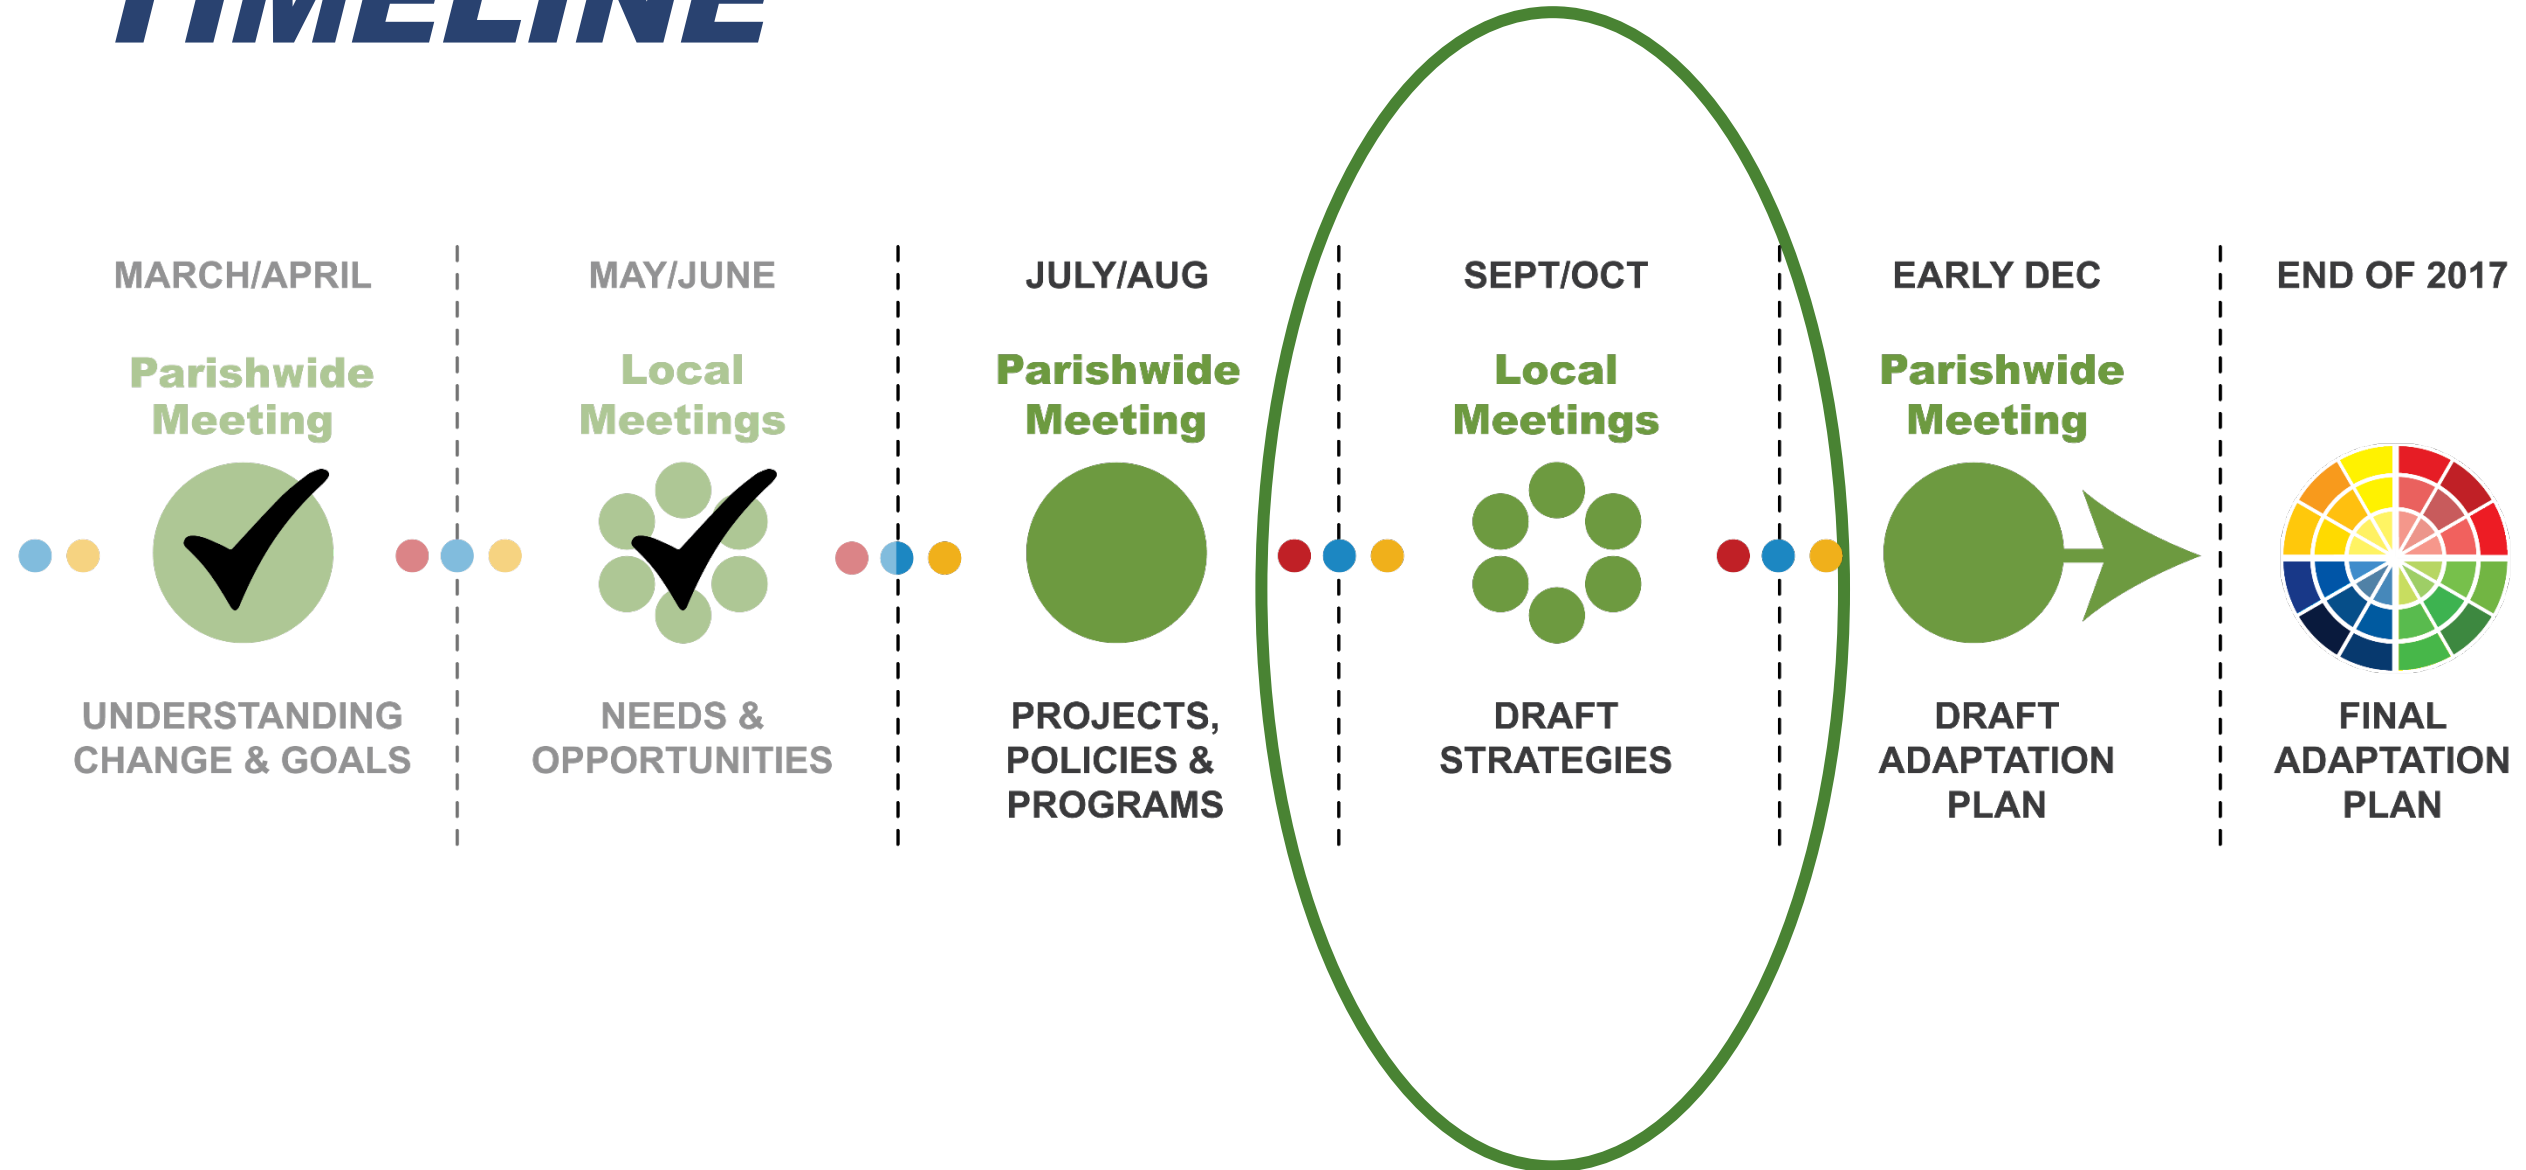 TIMELINE
MARCH/APRIL
Parishwide
Meeting
UNDERSTANDING
CHANGE & GOALS
MAY/JUNE
Local
Meetings
NEEDS &
OPPORTUNITIES
JULY/AUG
Parishwide
Meeting
PROJECTS,
POLICIES &
PROGRAMS
SEPT/OCT
Local
Meetings
DRAFT
STRATEGIES
EARLY DEC
Parishwide
Meeting
DRAFT
ADAPTATION
PLAN
END OF 2017
FINAL
ADAPTATION
PLAN